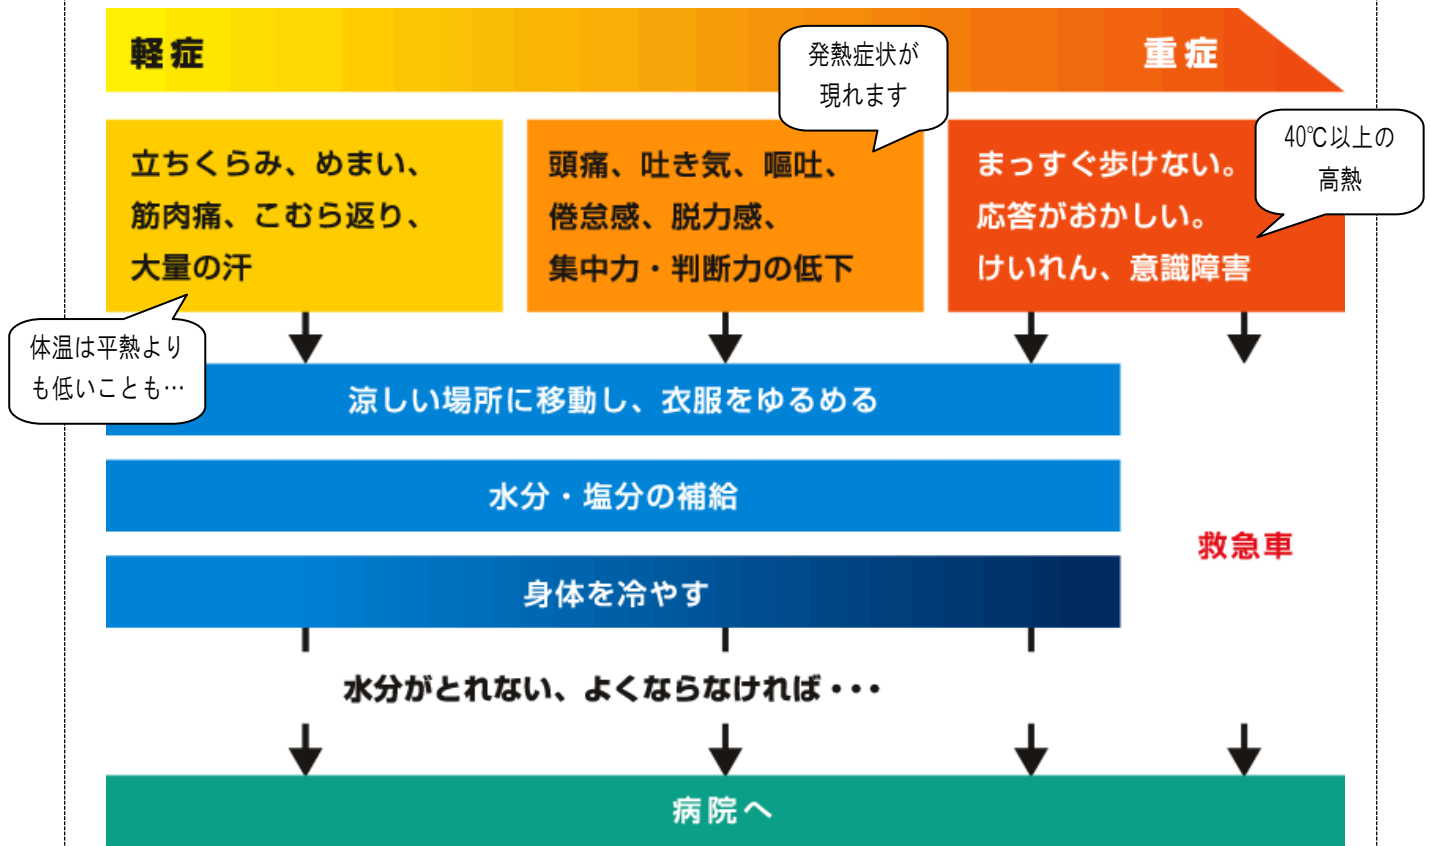 軽症
重症
発熱症状が
現れます
立ちくらみ、めまい、
筋肉痛、こむら返り、
大量の汗
頭痛、吐き気、嘔吐、
倦怠感、脱力感、
集中力・判断力の低下
まっすぐ歩けない。
応答がおかしい。
けいれん、意識障害
40℃以上の
高熱
体温は平熱より
も低いことも…
涼しい場所に移動し、衣服をゆるめる
水分・塩分の補給
身体を冷やす
救急車
水分がとれない、よくならなければ・・・
病院へ